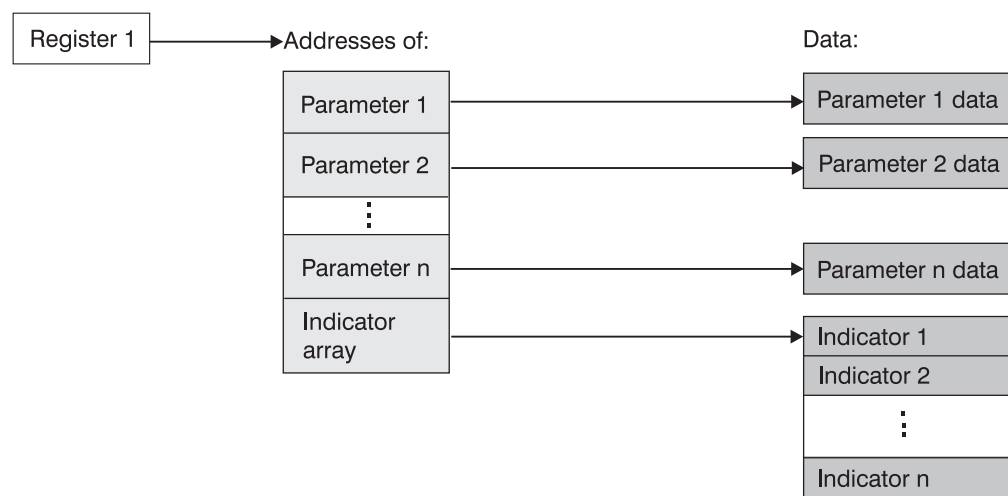 Register 1
Addresses of:
Data:
Parameter 1
Parameter 1 data
Parameter 2
Parameter 2 data
Parameter n
Parameter n data
Indicator
array
Indicator 1
Indicator 2
Indicator n